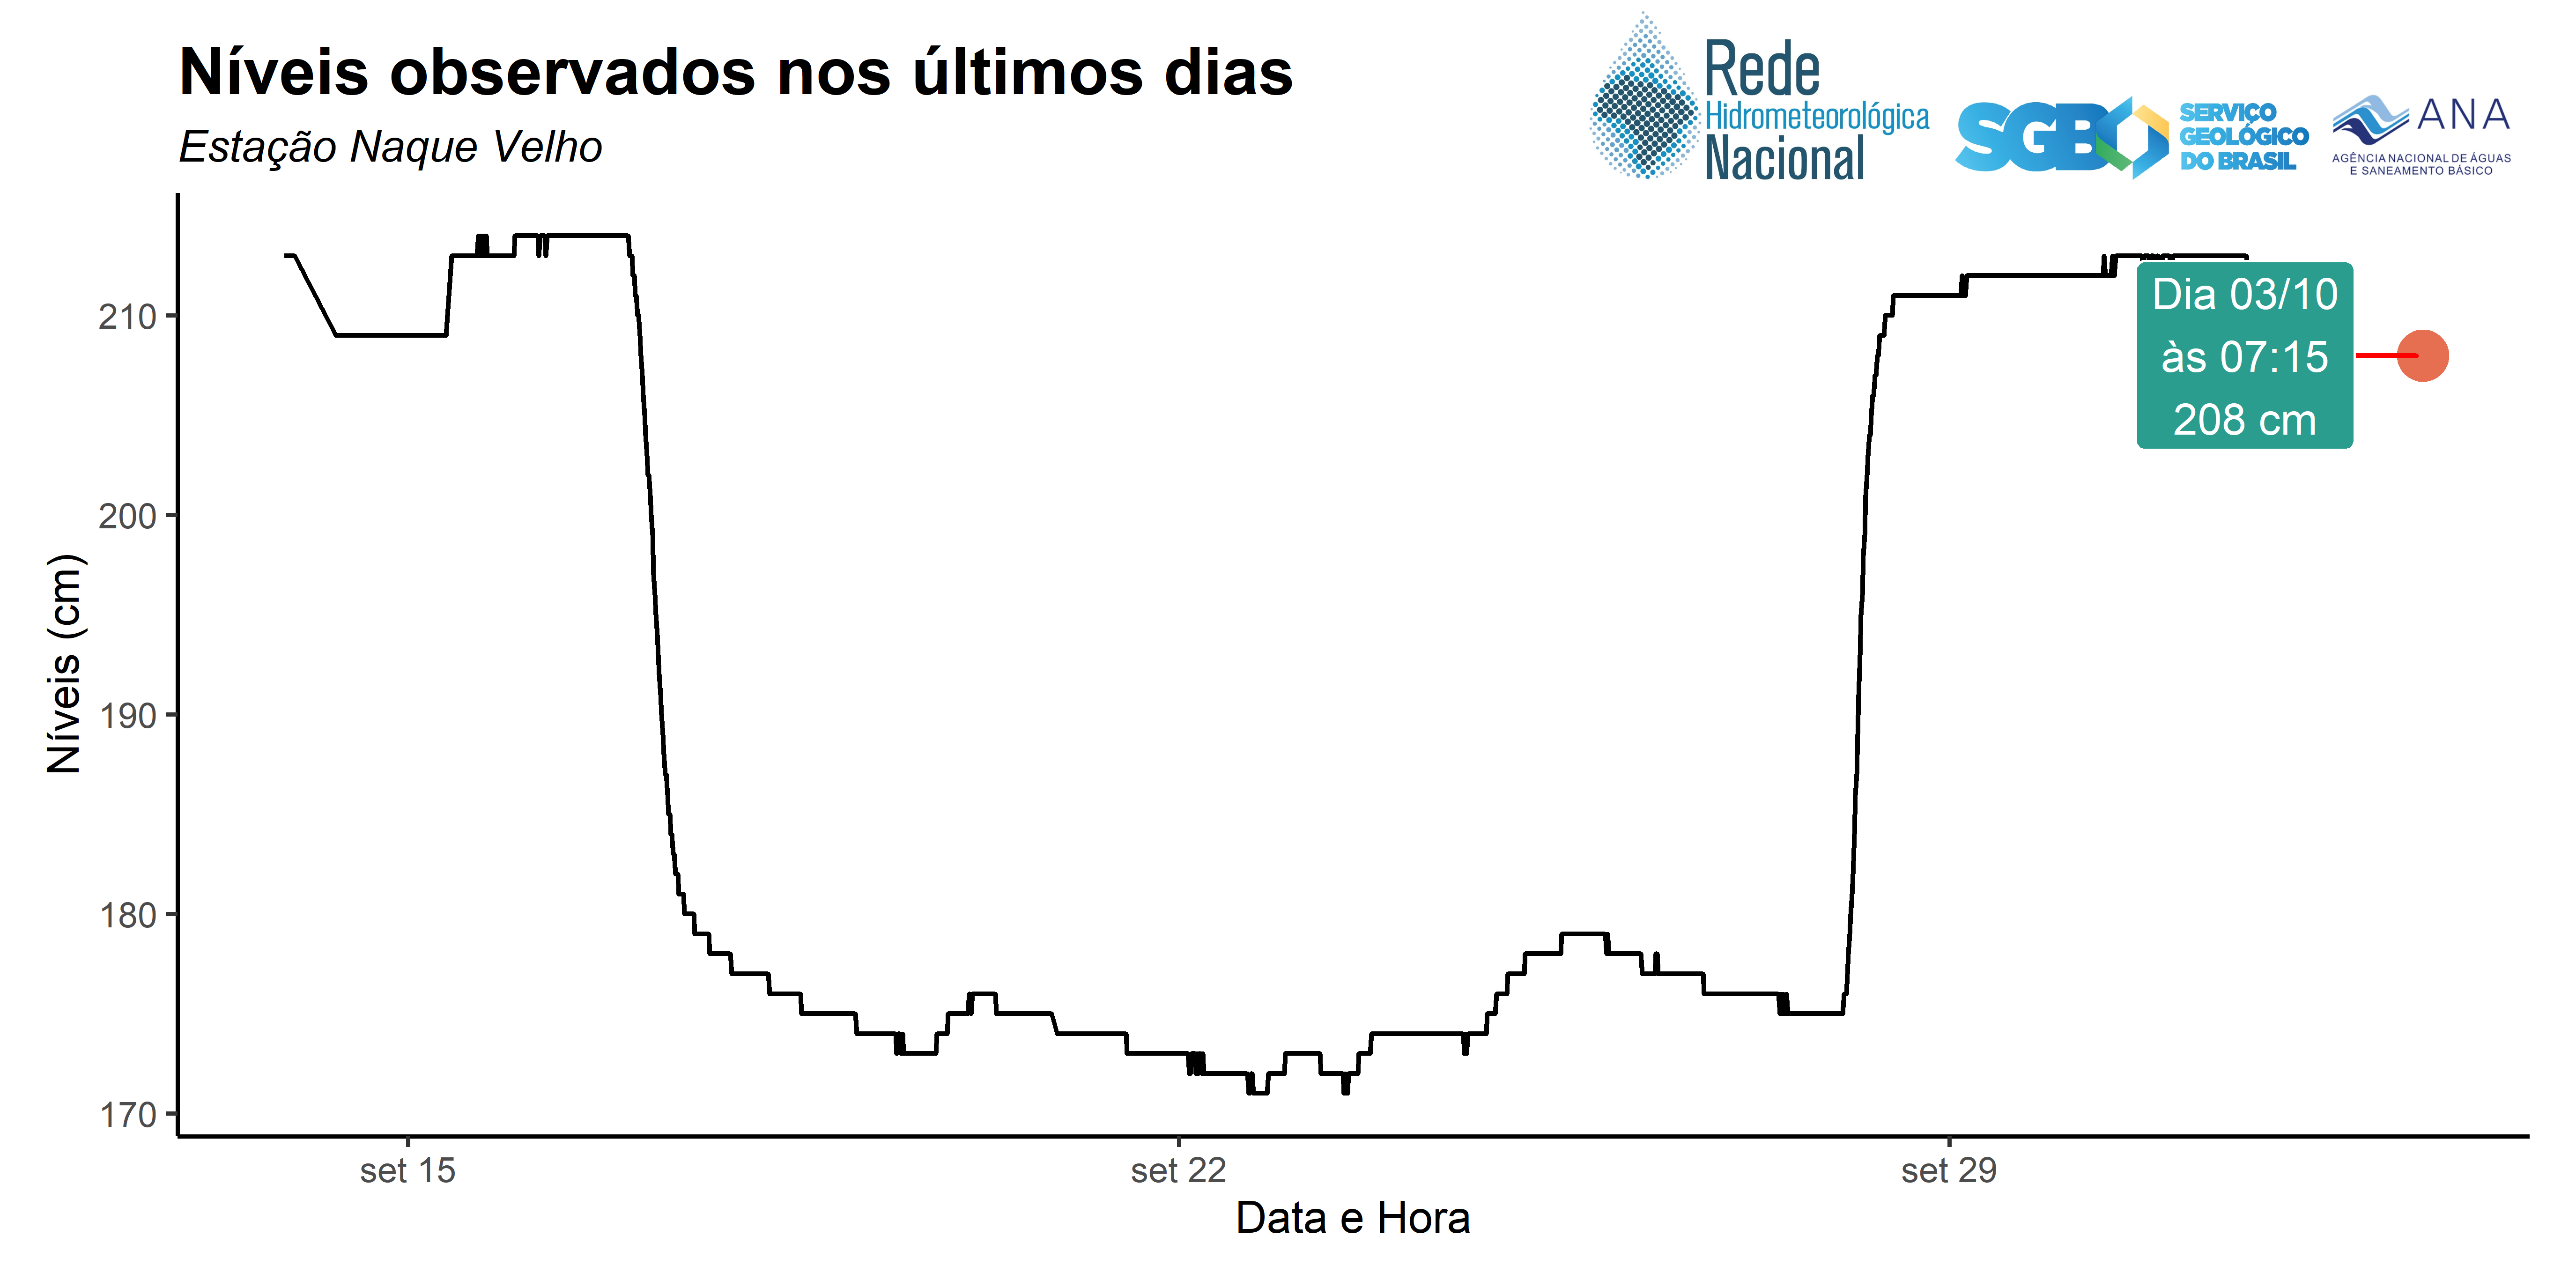 Níveis observados nos últimos dias
Estação Naque Velho
Rede
Hidrometeorológica
Nacional
SGB
SERVIÇO
GEOLÓGICO
DO BRASIL
ANA
AGÊNCIA NACIONAL DE ÁGUAS
E SANEAMENTO BÁSICO
Níveis (cm)
210
200
190
180
170
Dia 03/10
às 07:15
208 cm
set 15
set 22
set 29
Data e Hora